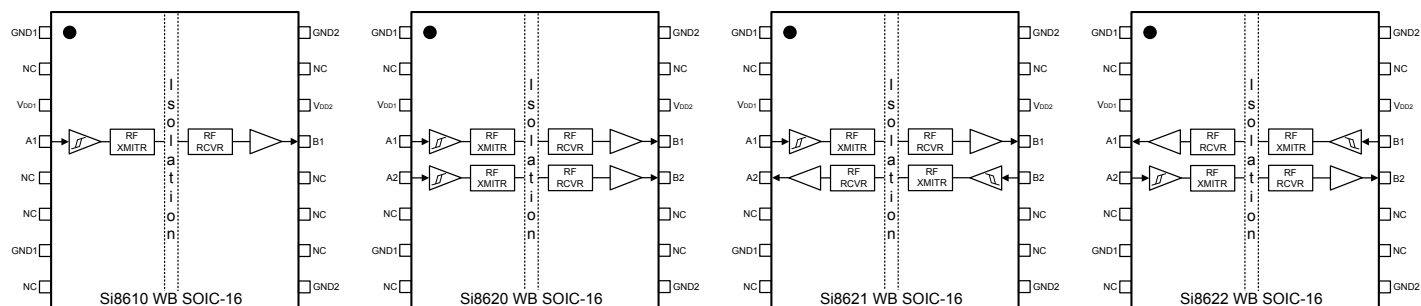 GND1 GND2
NC NC
VDD1 VDD2
A1 RF XMITR RF RCVR B1
NC NC
NC NC
GND1 NC
NC GND2
Isolation
Si8610 WB SOIC-16
GND1 GND2
NC NC
VDD1 VDD2
A1 RF XMITR RF RCVR B1
A2 RF XMITR RF RCVR B2
NC NC
GND1 NC
NC GND2
Isolation
Si8620 WB SOIC-16
GND1 GND2
NC NC
VDD1 VDD2
A1 RF XMITR RF RCVR B1
A2 RF RCVR RF XMITR B2
NC NC
GND1 NC
NC GND2
Isolation
Si8621 WB SOIC-16
GND1 GND2
NC NC
VDD1 VDD2
A1 RF RCVR RF XMITR B1
A2 RF XMITR RF RCVR B2
NC NC
GND1 NC
NC GND2
Isolation
Si8622 WB SOIC-16